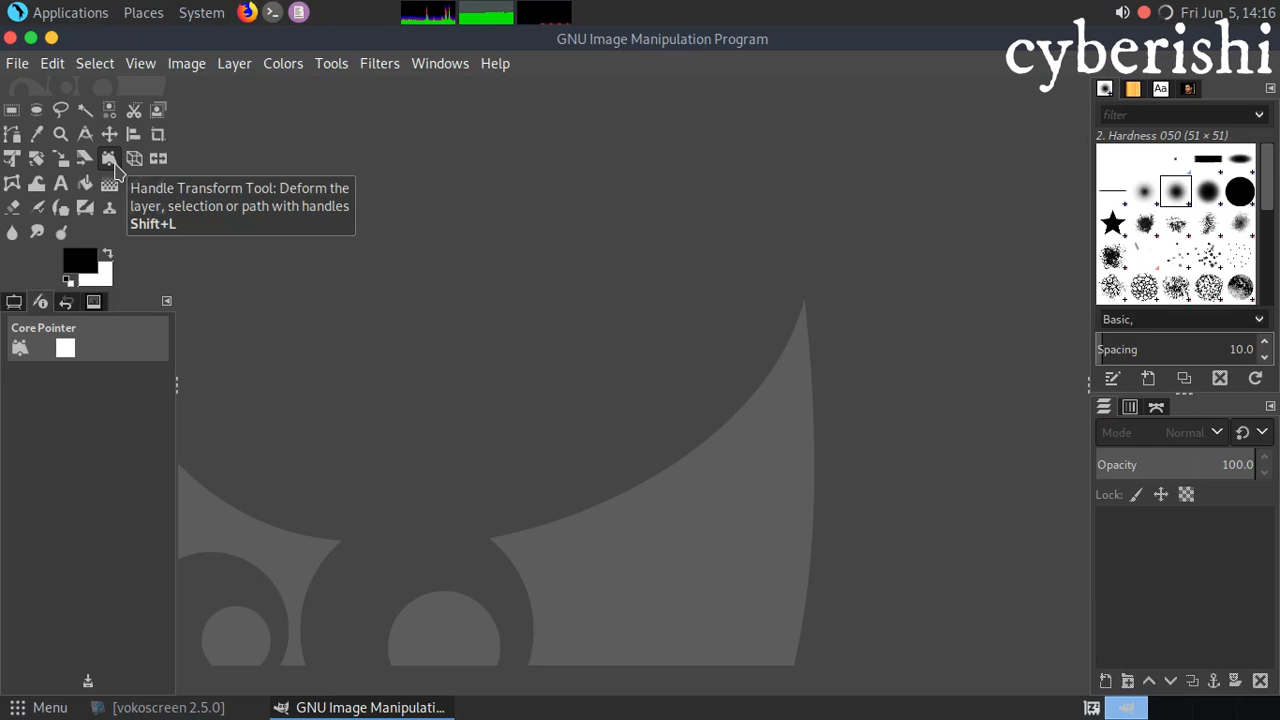 Applications Places System Fri Jun 5, 14:16
GNU Image Manipulation Program
cyberishi
File Edit Select View Image Layer Colors Tools Filters Windows Help
Aa
filter
2. Hardness 050 (51 × 51)
Handle Transform Tool: Deform the
layer, selection or path with handles
Shift+L
Core Pointer
Basic,
Spacing 10.0
Mode Normal
Opacity 100.0
Lock:
Menu [vokoscreen 2.5.0] GNU Image Manipulati...